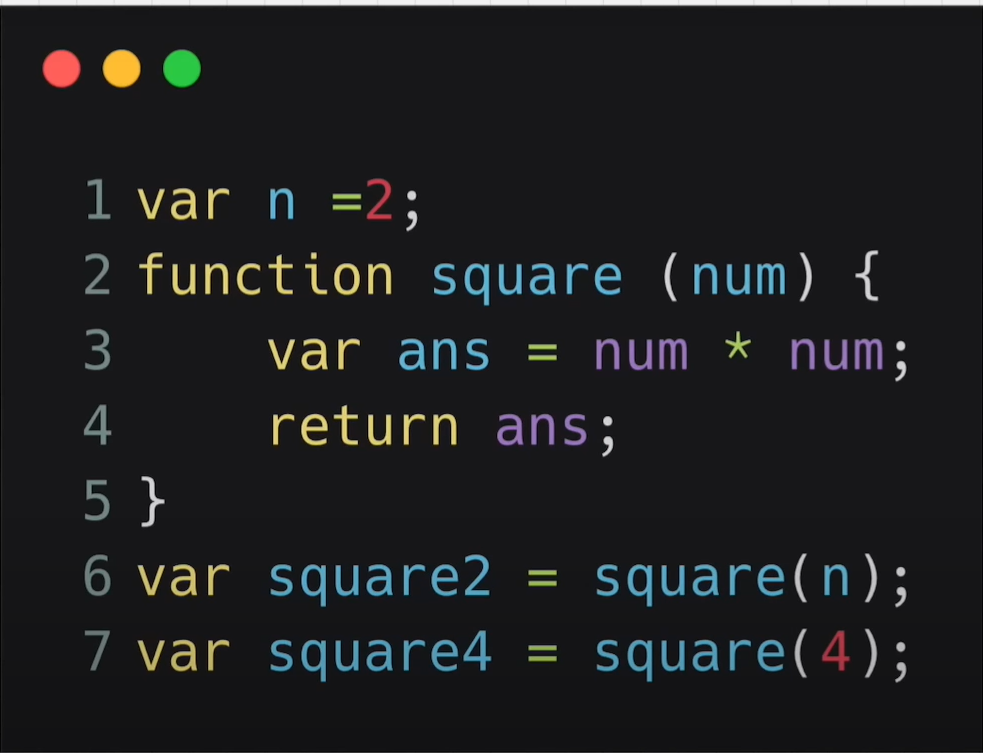 1 var n =2;
2 function square (num) {
3     var ans = num * num;
4     return ans;
5 }
6 var square2 = square(n);
7 var square4 = square(4);